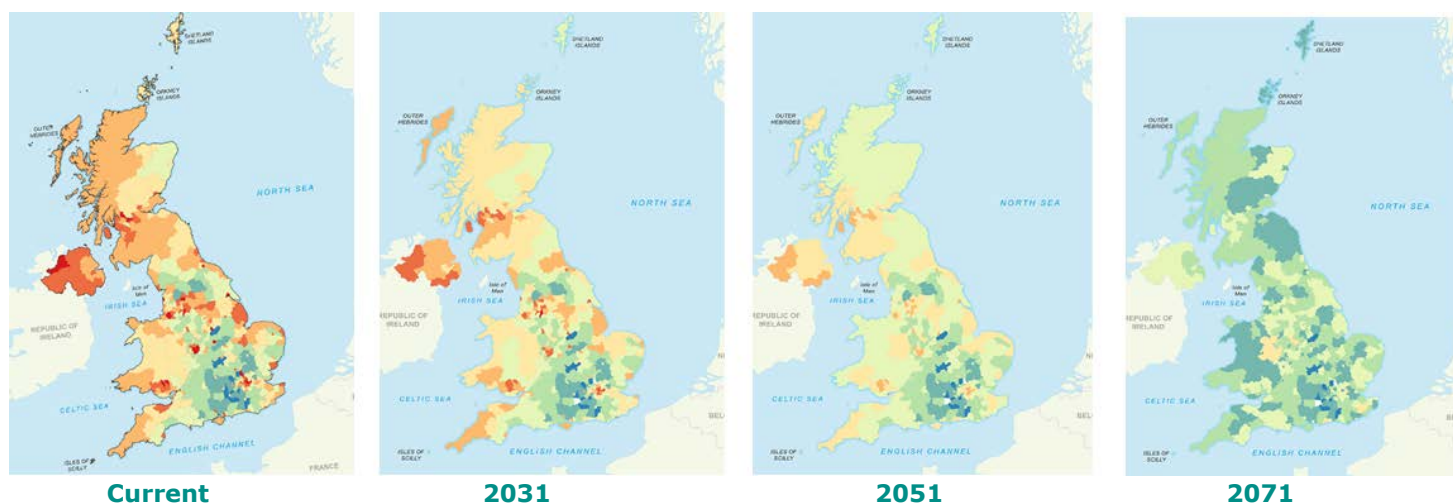 SHETLAND
ISLANDS
ORKNEY
ISLANDS
OUTER
HEBRIDES
NORTH SEA
Isle of
Man
IRISH SEA
REPUBLIC OF
IRELAND
CELTIC SEA
ENGLISH CHANNEL
ISLES OF
SCILLY
FRANCE
Current
SHETLAND
ISLANDS
ORKNEY
ISLANDS
OUTER
HEBRIDES
NORTH SEA
Isle of
Man
IRISH SEA
REPUBLIC OF
IRELAND
CELTIC SEA
ENGLISH CHANNEL
ISLES OF
SCILLY
2031
SHETLAND
ISLANDS
ORKNEY
ISLANDS
OUTER
HEBRIDES
NORTH SEA
Isle of
Man
IRISH SEA
EPUBLIC OF
IRELAND
CELTIC SEA
ENGLISH CHANNEL
ISLES OF
SCILLY
BEL
2051
SHETLAND
ISLANDS
ORKNEY
ISLANDS
OUTER
HEBRIDES
NORTH SEA
Isle of
Man
IRISH SEA
EPUBLIC OF
IRELAND
CELTIC SEA
ENGLISH CHANNEL
ISLES OF
SCILLY
2071